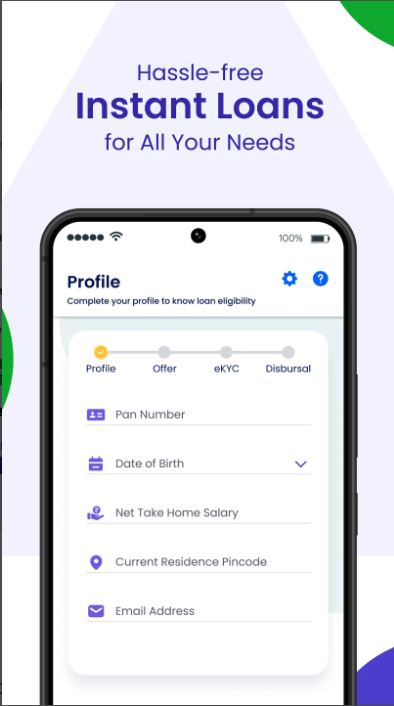 Hassle-free
Instant Loans
for All Your Needs
100%
Profile
Complete your profile to know loan eligibility
Profile Offer eKYC Disbursal
Pan Number
Date of Birth
Net Take Home Salary
Current Residence Pincode
Email Address